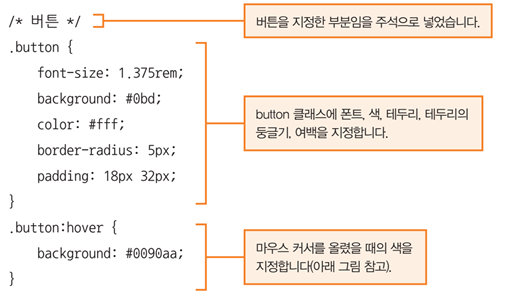 /* 버튼 */
버튼을 지정한 부분임을 주석으로 넣었습니다.
.button {
font-size: 1.375rem;
background: #0bd;
color: #fff;
border-radius: 5px;
padding: 18px 32px;
}
button 클래스에 폰트, 색, 테두리, 테두리의
둥글기, 여백을 지정합니다.
.button:hover {
background: #0090aa;
}
마우스 커서를 올렸을 때의 색을
지정합니다(아래 그림 참고).